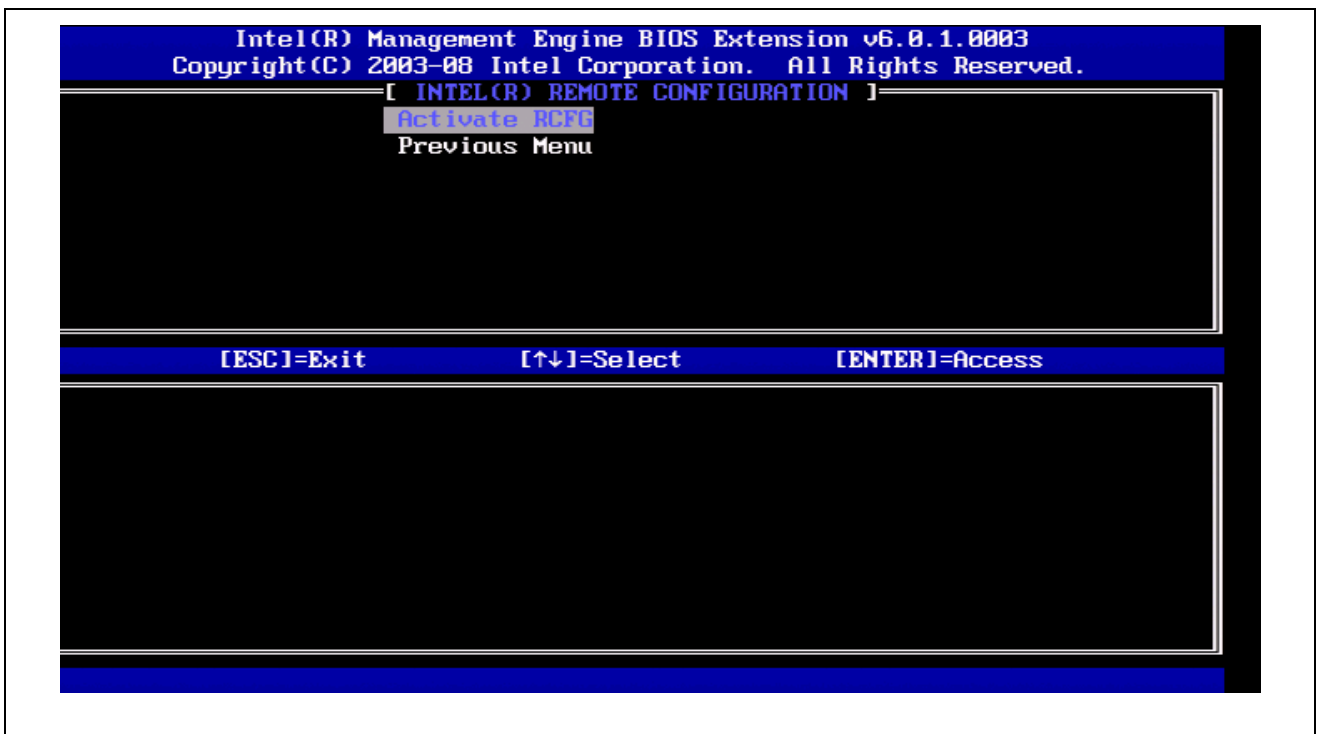 Intel(R) Management Engine BIOS Extension v6.0.1.0003
Copyright(C) 2003-08 Intel Corporation. All Rights Reserved.
[ INTEL(R) REMOTE CONFIGURATION ]
Activate RCFG
Previous Menu
[ESC]=Exit [↑↓]=Select [ENTER]=Access